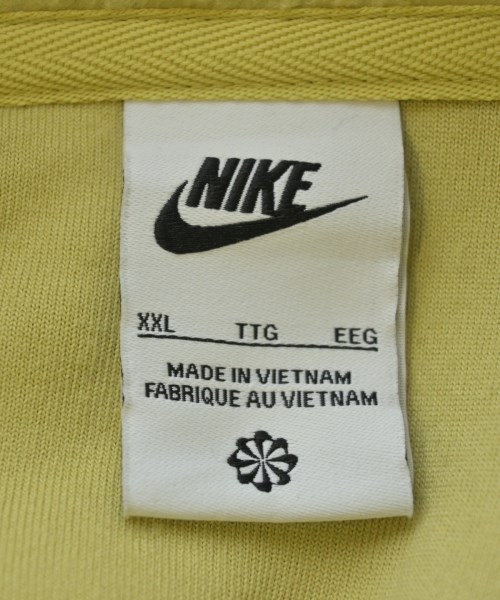 NIKE
XXL TTG EEG
MADE IN VIETNAM
FABRIQUE AU VIETNAM